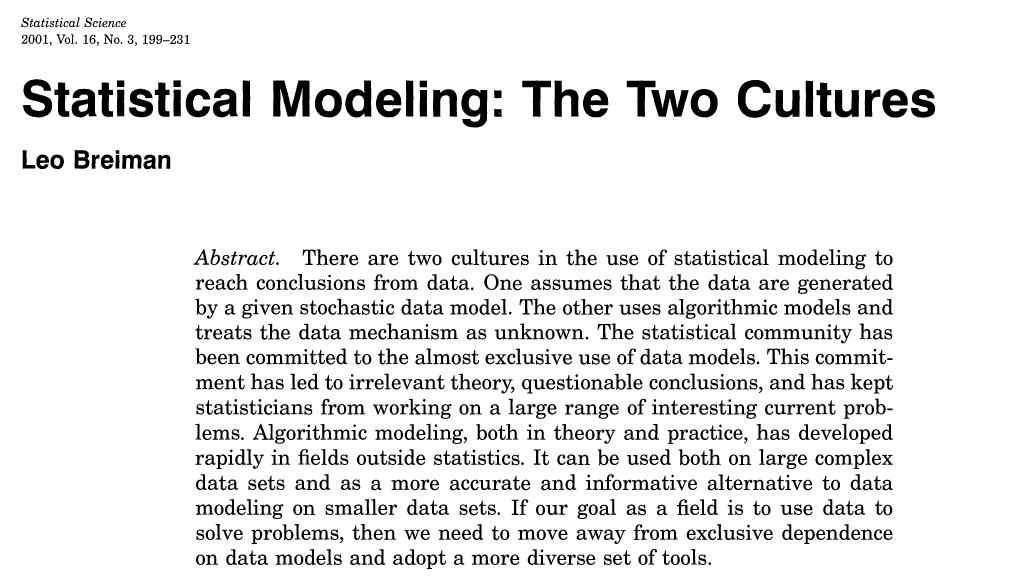 Statistical Science
2001, Vol. 16, No. 3, 199–231
Statistical Modeling: The Two Cultures
Leo Breiman
Abstract. There are two cultures in the use of statistical modeling to
reach conclusions from data. One assumes that the data are generated
by a given stochastic data model. The other uses algorithmic models and
treats the data mechanism as unknown. The statistical community has
been committed to the almost exclusive use of data models. This commit-
ment has led to irrelevant theory, questionable conclusions, and has kept
statisticians from working on a large range of interesting current prob-
lems. Algorithmic modeling, both in theory and practice, has developed
rapidly in fields outside statistics. It can be used both on large complex
data sets and as a more accurate and informative alternative to data
modeling on smaller data sets. If our goal as a field is to use data to
solve problems, then we need to move away from exclusive dependence
on data models and adopt a more diverse set of tools.